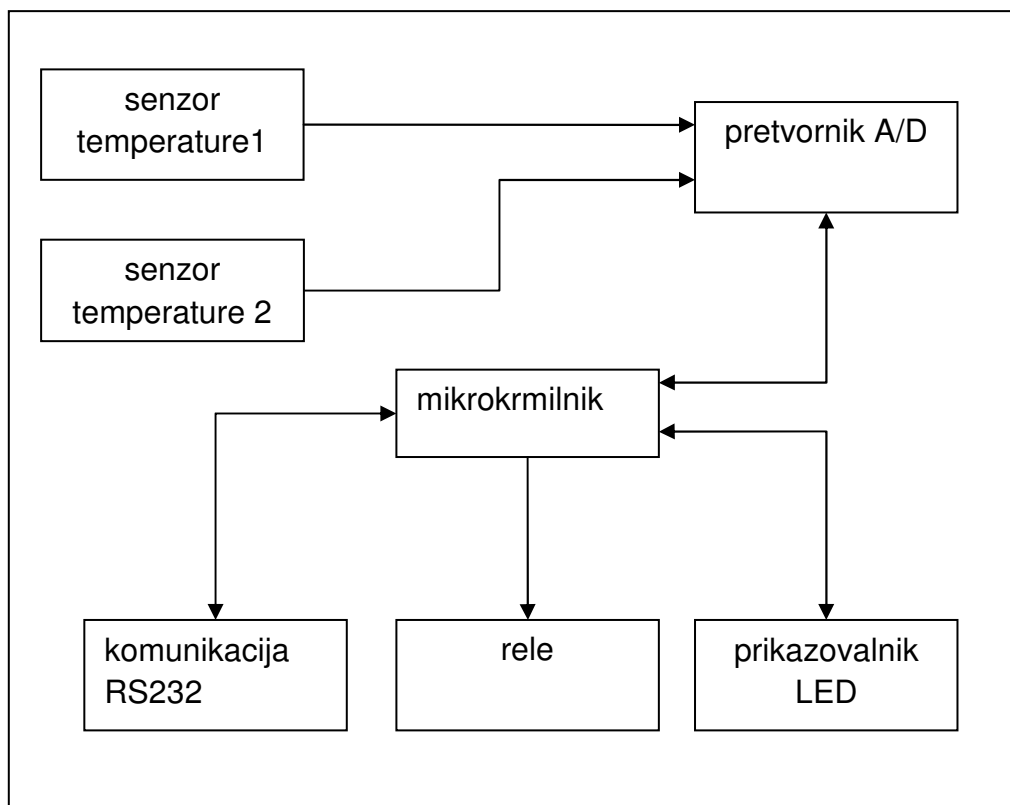 senzor
temperature1
pretvornik A/D
senzor
temperature 2
mikrokrmilnik
komunikacija
RS232
rele
prikazovalnik
LED